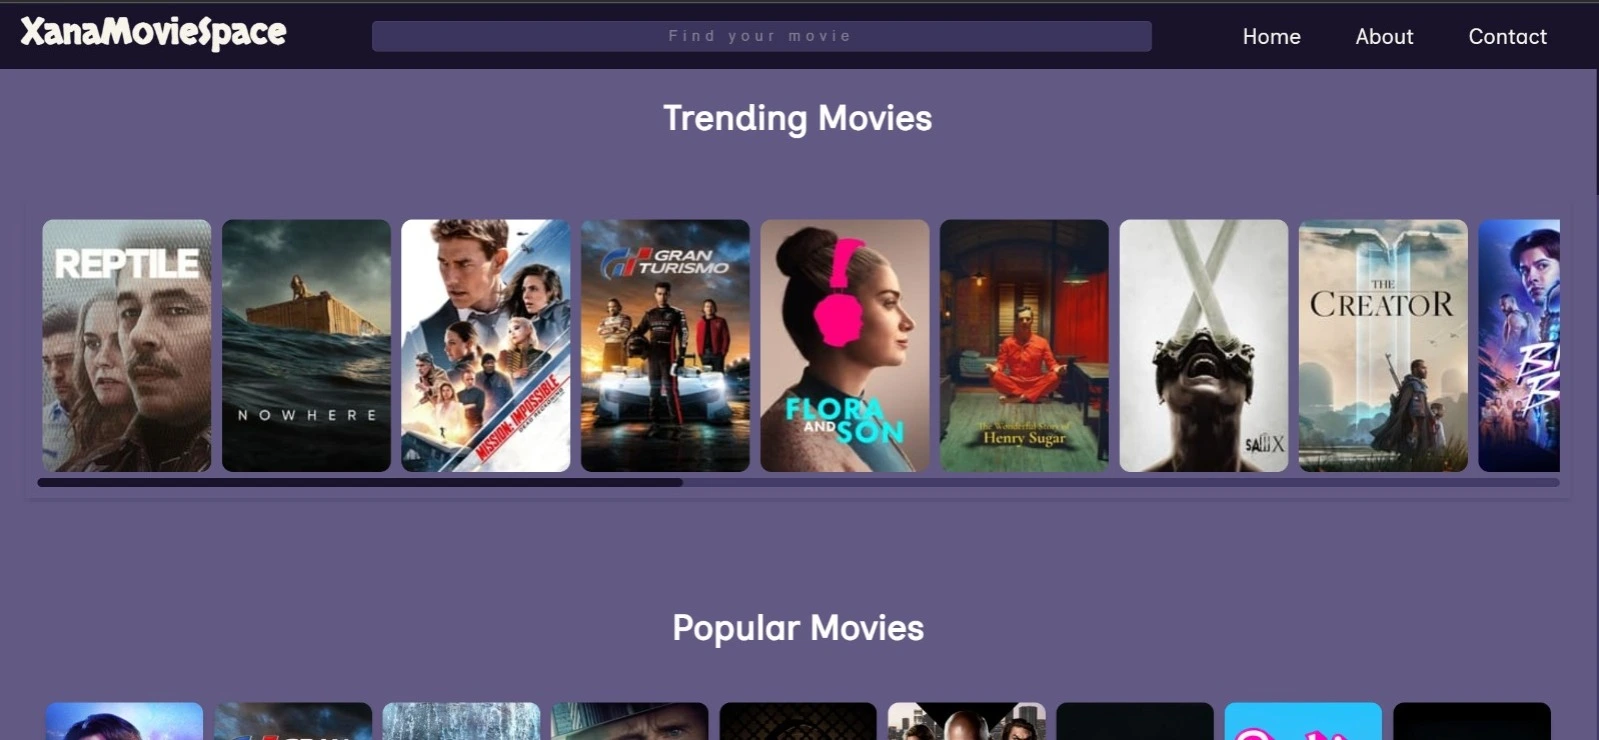 XanaMovieSpace
Find your movie
Home
About
Contact
Trending Movies
REPTILE
NOWHERE
MISSION: IMPOSSIBLE
DEAD RECKONING
GRAN
TURISMO
FLORA
AND SON
The Wonderful Story of
Henry Sugar
SAW X
THE
CREATOR
Popular Movies